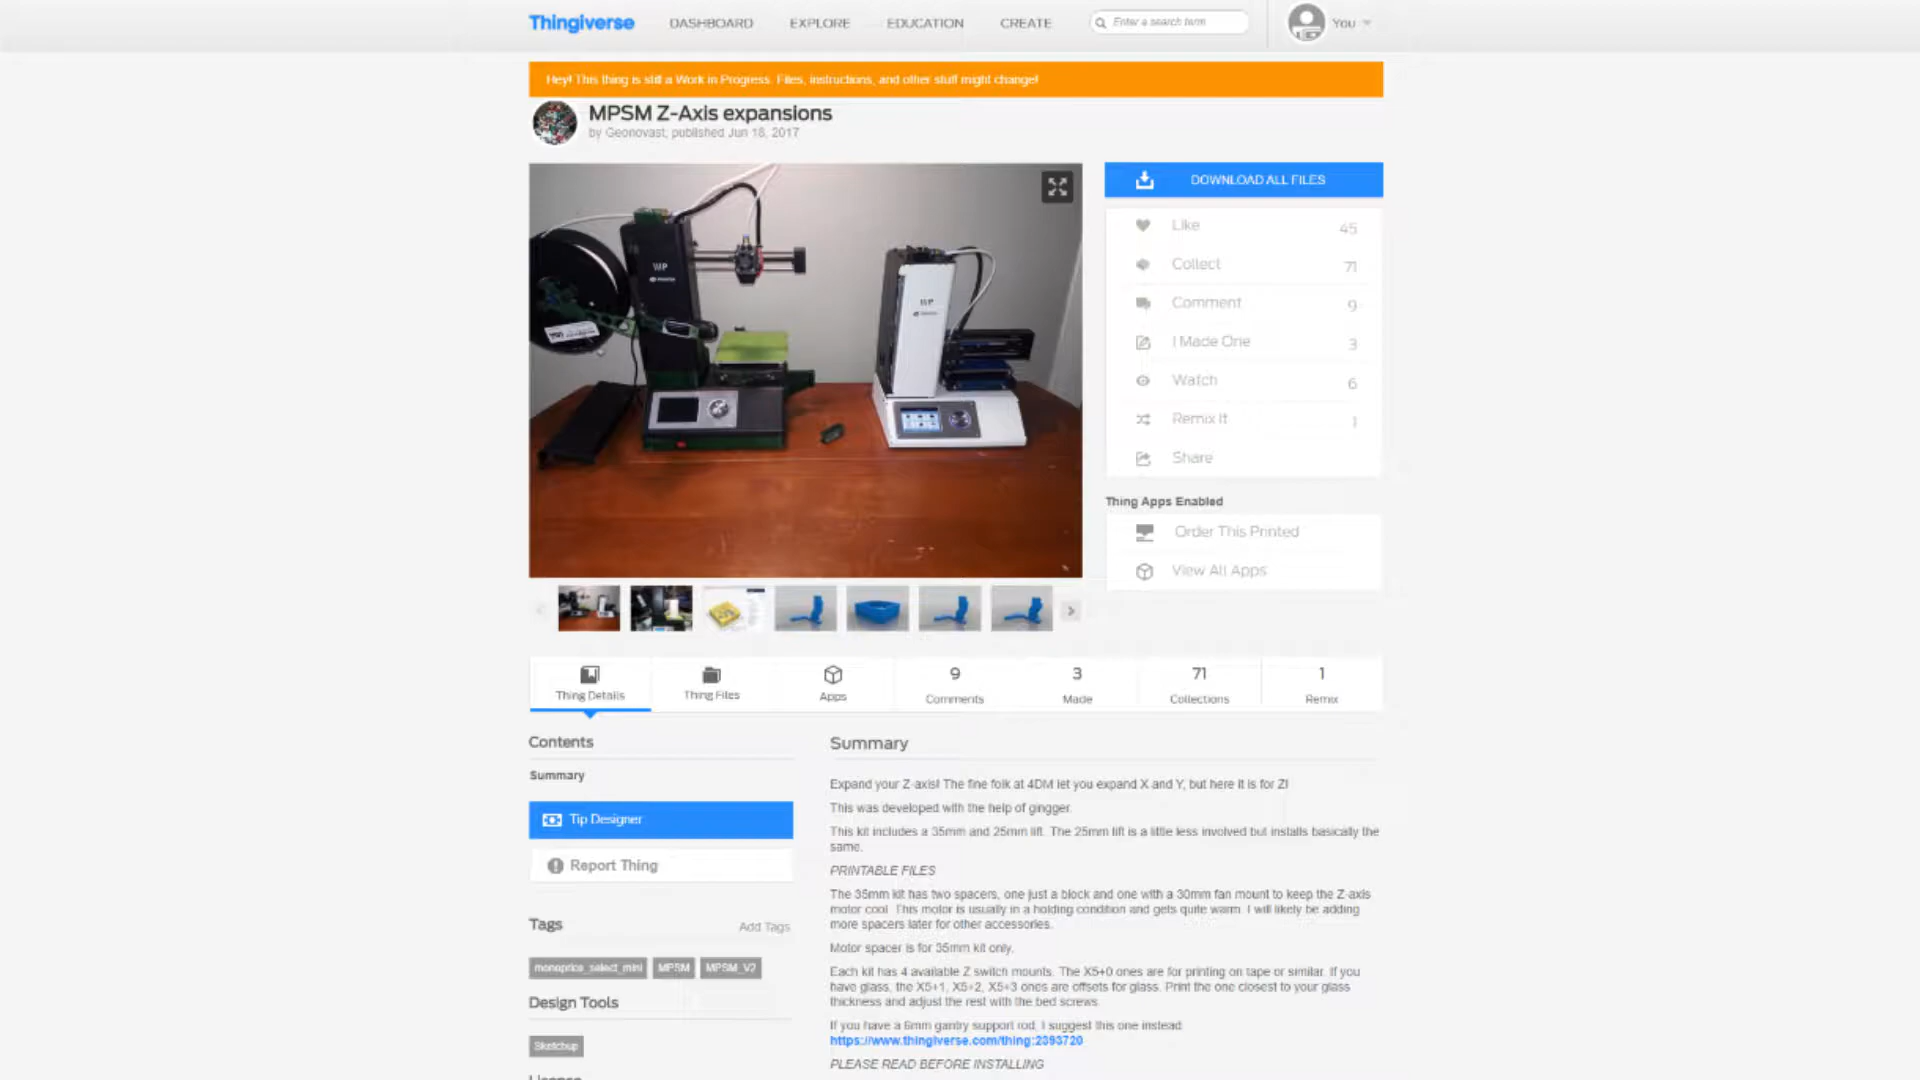 Thingiverse DASHBOARD EXPLORE EDUCATION CREATE Enter a search term You
Hey! This thing is still a Work in Progress. Files, instructions, and other stuff might change!
MPSM Z-Axis expansions
by Geonovast, published Jun 18, 2017
DOWNLOAD ALL FILES
Like 45
Collect 71
Comment 9
I Made One 3
Watch 6
Remix It 1
Share
Thing Apps Enabled
Order This Printed
View All Apps
WP
WP
Thing Details
Thing Files
Apps
9 Comments
3 Made
71 Collections
1 Remix
Contents
Summary
Tip Designer
Report Thing
Tags Add Tags
monoprice_select_mini MPSM MPSM_V2
Design Tools
Sketchup
License
Summary
Expand your Z-axis! The fine folk at 4DM let you expand X and Y, but here it is for Z!
This was developed with the help of gingger.
This kit includes a 35mm and 25mm lift. The 25mm lift is a little less involved but installs basically the
same.
PRINTABLE FILES
The 35mm kit has two spacers, one just a block and one with a 30mm fan mount to keep the Z-axis
motor cool. This motor is usually in a holding condition and gets quite warm. I will likely be adding
more spacers later for other accessories.
Motor spacer is for 35mm kit only.
Each kit has 4 available Z switch mounts. The X5+0 ones are for printing on tape or similar. If you
have glass, the X5+1, X5+2, X5+3 ones are offsets for glass. Print the one closest to your glass
thickness and adjust the rest with the bed screws.
If you have a 6mm gantry support rod, I suggest this one instead
https://www.thingiverse.com/thing:2393720
PLEASE READ BEFORE INSTALLING